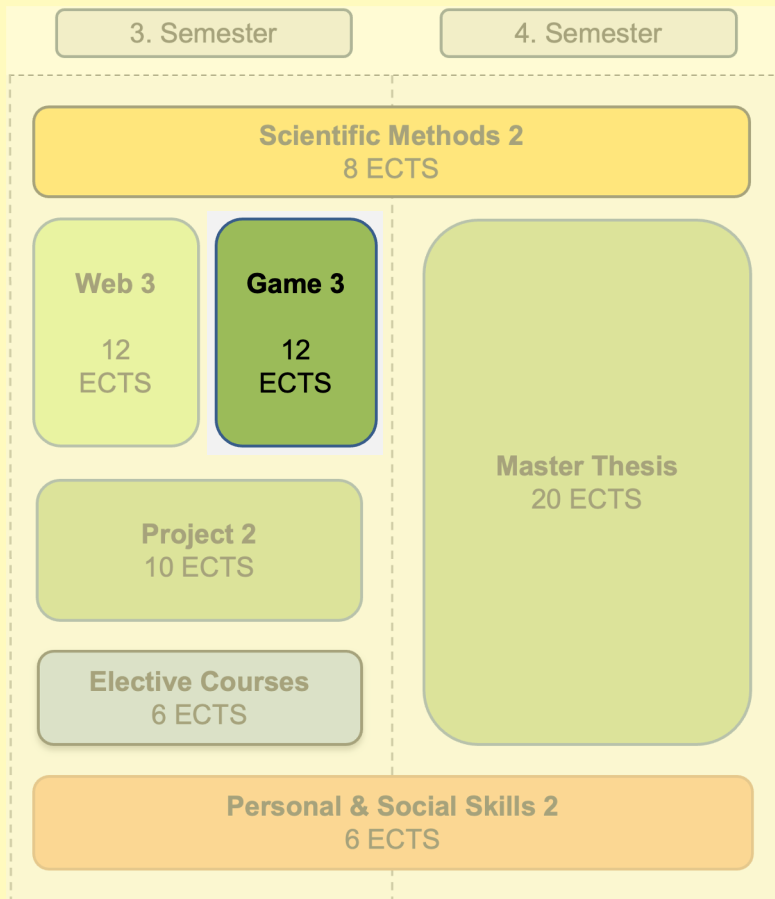 3. Semester
4. Semester
Scientific Methods 2
8 ECTS
Web 3
12
ECTS
Game 3
12
ECTS
Master Thesis
20 ECTS
Project 2
10 ECTS
Elective Courses
6 ECTS
Personal & Social Skills 2
6 ECTS